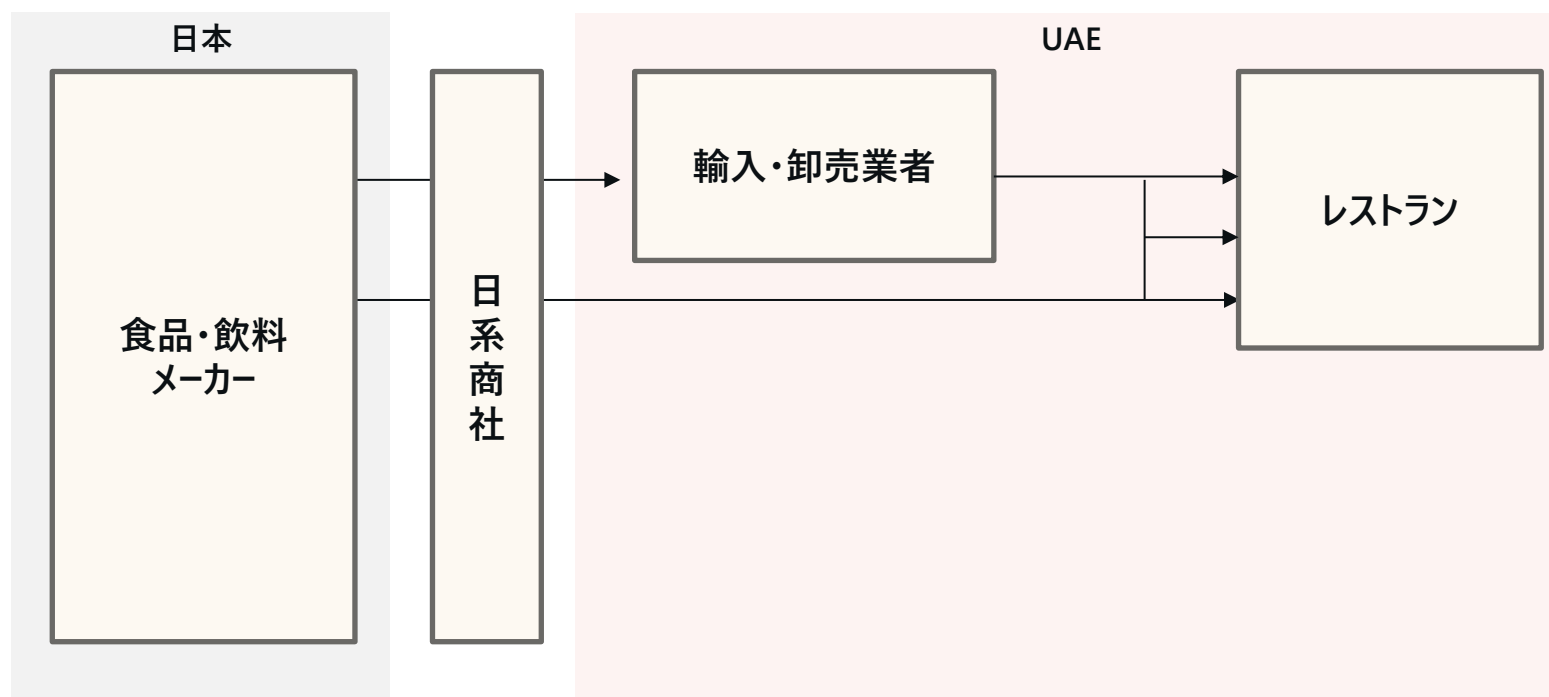 日本
UAE
食品・飲料
メーカー
日系商社
輸入・卸売業者
レストラン